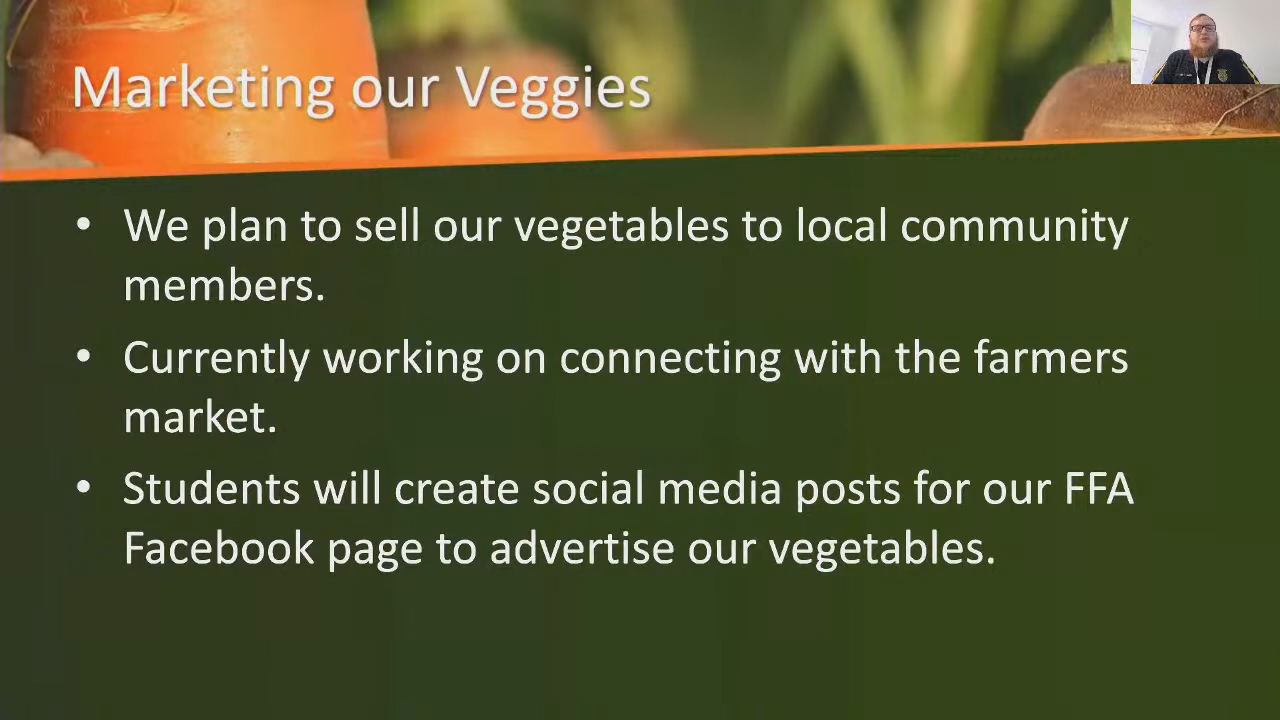 Marketing our Veggies
• We plan to sell our vegetables to local community
members.
• Currently working on connecting with the farmers
market.
• Students will create social media posts for our FFA
Facebook page to advertise our vegetables.